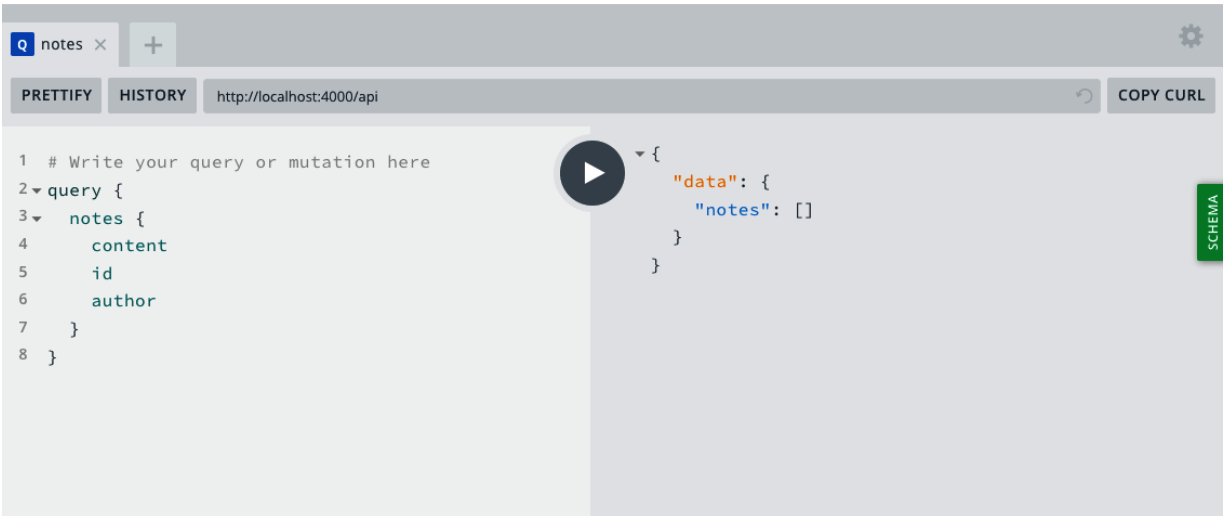 Q notes ×
+
PRETTIFY HISTORY http://localhost:4000/api COPY CURL
1 # Write your query or mutation here
2 query {
3 notes {
4 content
5 id
6 author
7 }
8 }
{
"data": {
"notes": []
}
}
SCHEMA